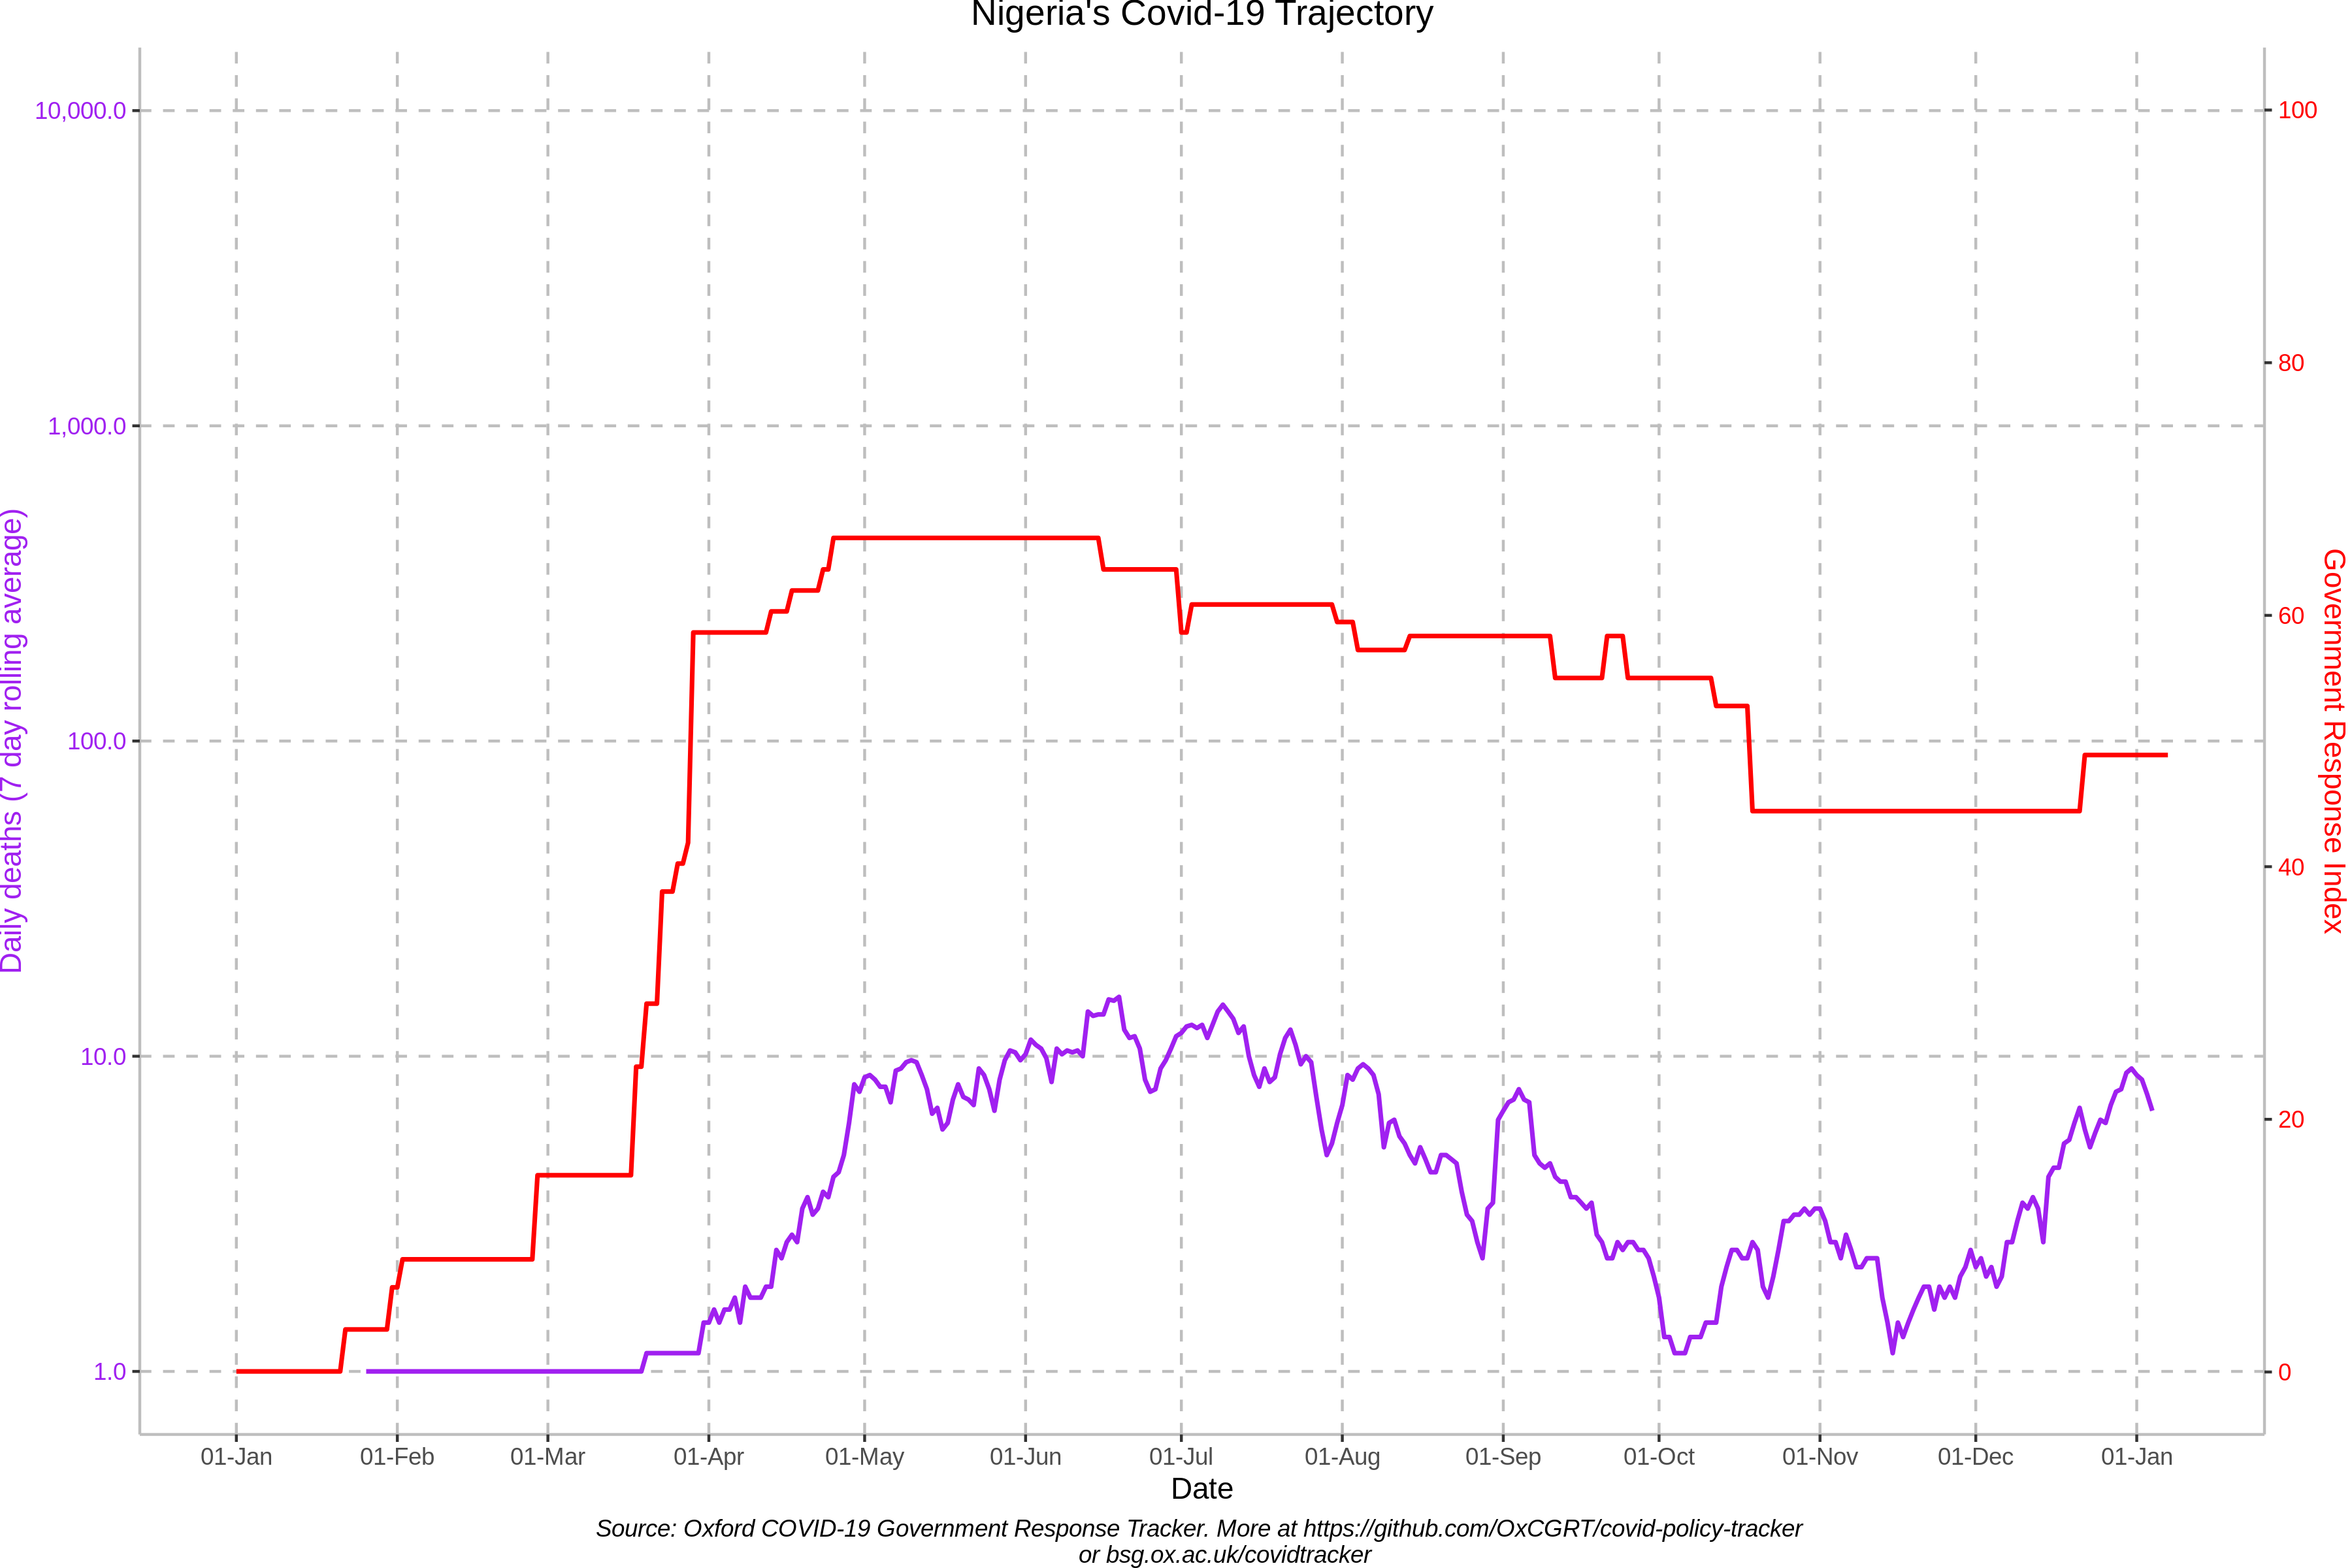 Nigeria's Covid-19 Trajectory
10,000.0
1,000.0
100.0
10.0
1.0
Daily deaths (7 day rolling average)
100
80
60
40
20
0
Government Response Index
01-Jan 01-Feb 01-Mar 01-Apr 01-May 01-Jun 01-Jul 01-Aug 01-Sep 01-Oct 01-Nov 01-Dec 01-Jan
Date
Source: Oxford COVID-19 Government Response Tracker. More at https://github.com/OxCGRT/covid-policy-tracker
or bsg.ox.ac.uk/covidtracker